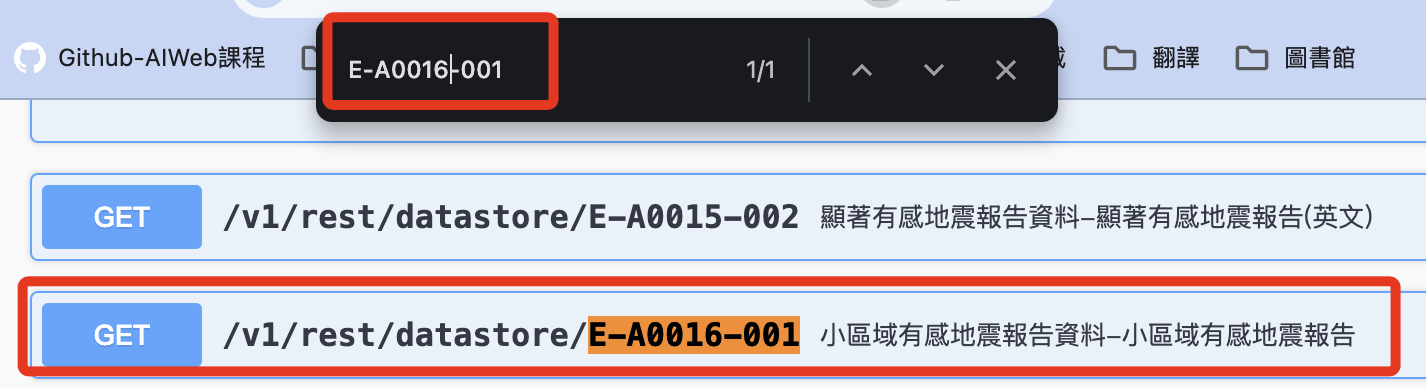 Github-AIWeb課程
E-A0016-001
1/1
翻譯
圖書館
GET /v1/rest/datastore/E-A0015-002 顯著有感地震報告資料-顯著有感地震報告(英文)
GET /v1/rest/datastore/E-A0016-001 小區域有感地震報告資料-小區域有感地震報告